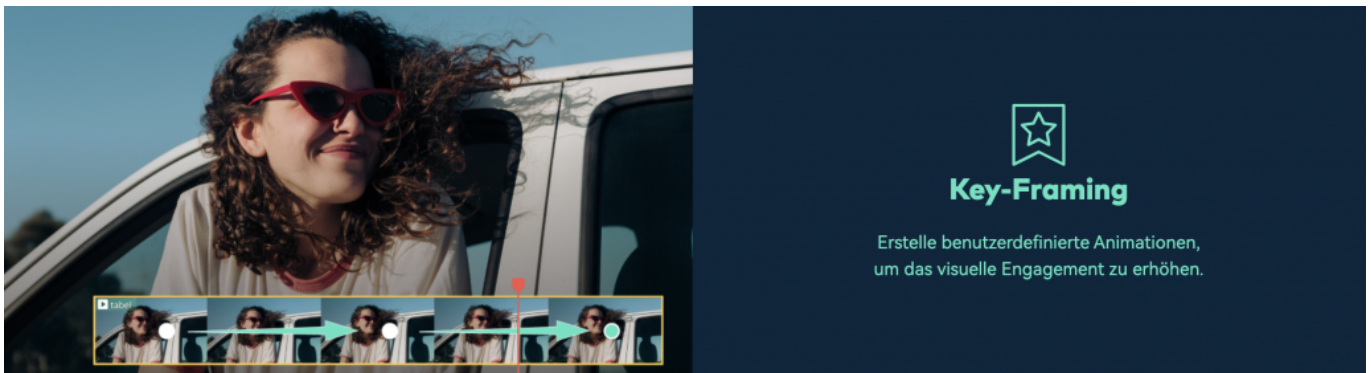 tabel
Key-Framing
Erstelle benutzerdefinierte Animationen,
um das visuelle Engagement zu erhöhen.